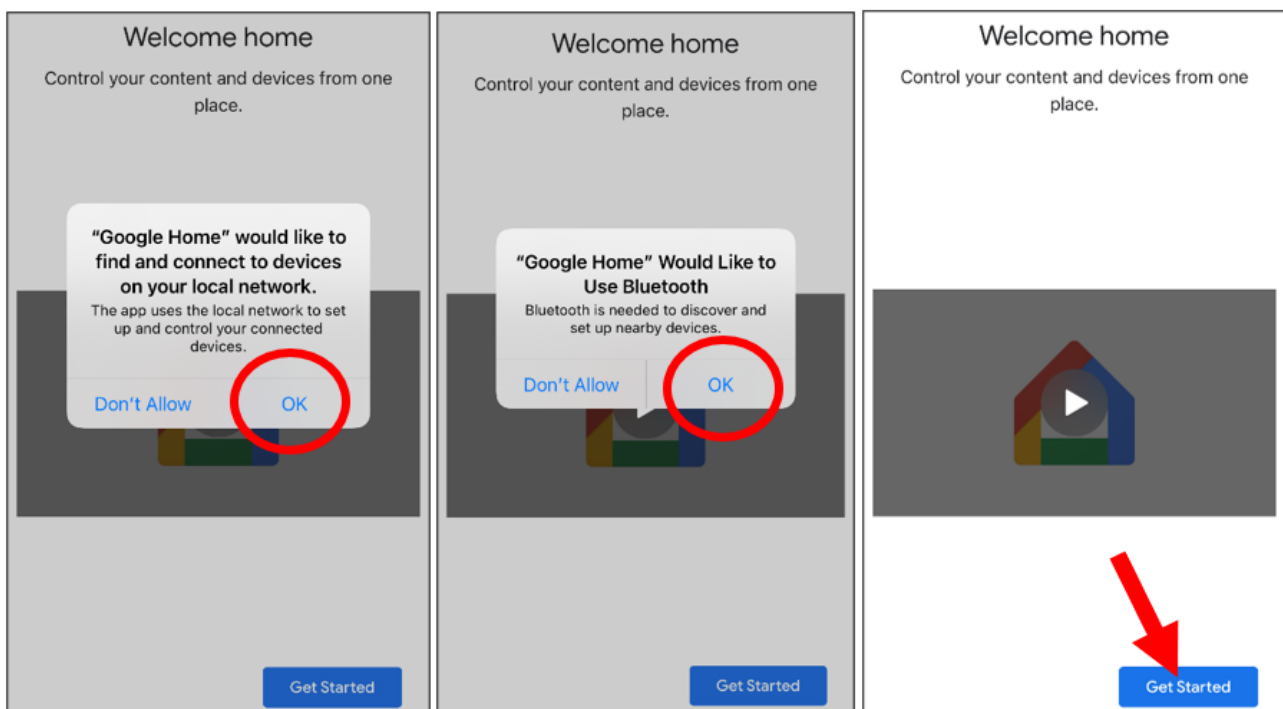 Welcome home
Control your content and devices from one
place.
“Google Home” would like to
find and connect to devices
on your local network.
The app uses the local network to set
up and control your connected
devices.
Don’t Allow
OK
Get Started
Welcome home
Control your content and devices from one
place.
“Google Home” Would Like to
Use Bluetooth
Bluetooth is needed to discover and
set up nearby devices.
Don’t Allow
OK
Get Started
Welcome home
Control your content and devices from one
place.
Get Started